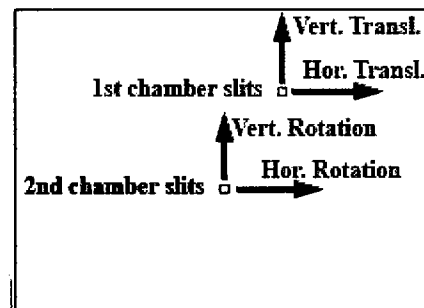 Vert. Transl.
Hor. Transl.
1st chamber slits
Vert. Rotation
Hor. Rotation
2nd chamber slits